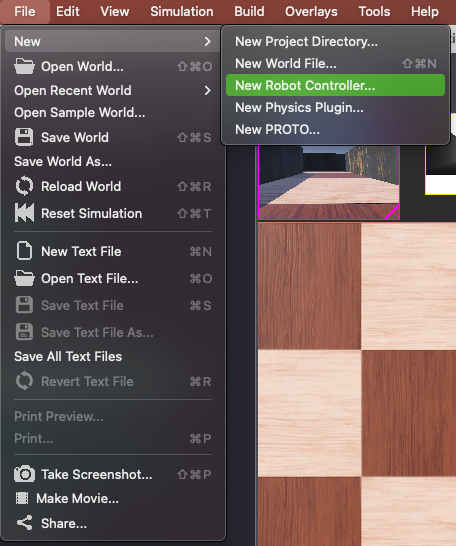 File Edit View Simulation Build Overlays Tools Help
New
Open World... ⇧⌘O
Open Recent World
Open Sample World...
Save World ⇧⌘S
Save World As...
Reload World ⇧⌘R
Reset Simulation ⇧⌘T
New Text File ⌘N
Open Text File... ⌘O
Save Text File ⌘S
Save Text File As...
Save All Text Files
Revert Text File ⌘R
Print Preview...
Print... ⌘P
Take Screenshot... ⇧⌘P
Make Movie...
Share...
New Project Directory...
New World File... ⇧⌘N
New Robot Controller...
New Physics Plugin...
New PROTO...